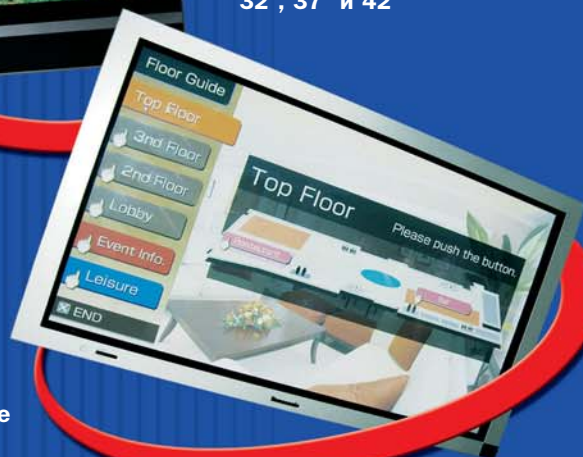 32 , 37 и 42
Floor Guide
Top Floor
3nd Floor
2nd Floor
Lobby
Event Info.
Leisure
END
Top Floor
Please push the button.
е